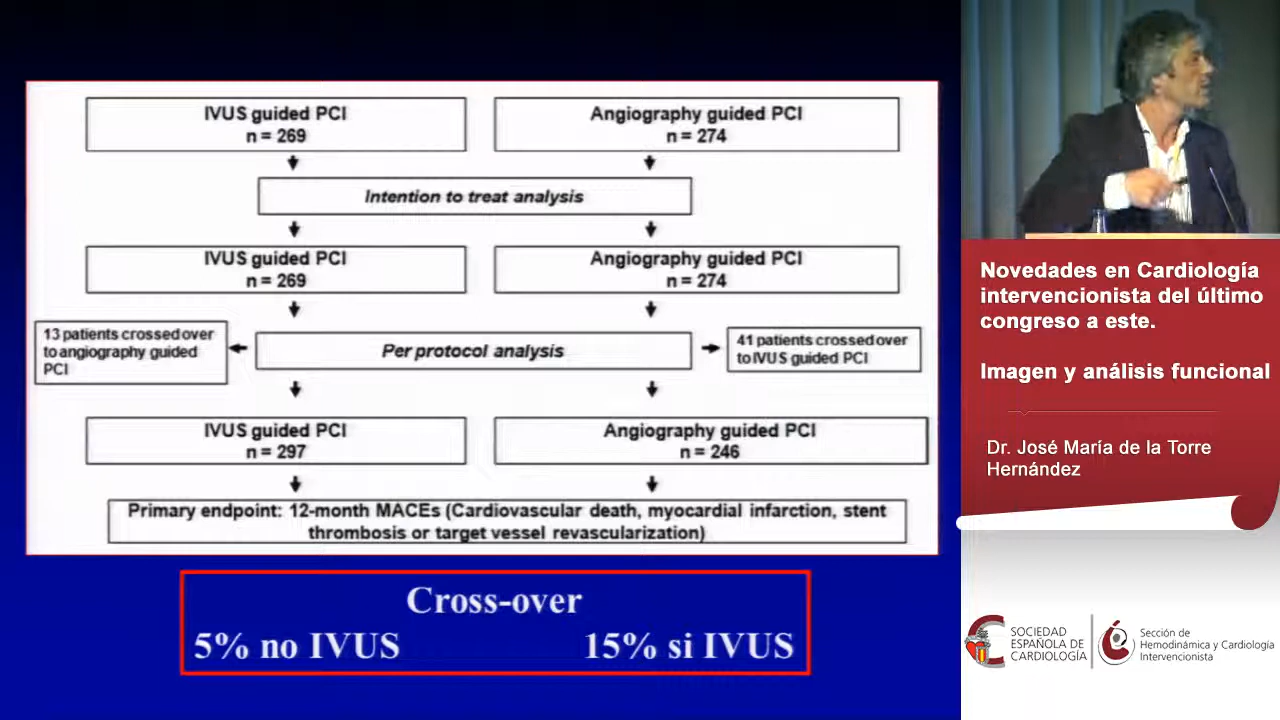 IVUS guided PCI
n = 269
Angiography guided PCI
n = 274
Intention to treat analysis
IVUS guided PCI
n = 269
Angiography guided PCI
n = 274
13 patients crossed over
to angiography guided
PCI
Per protocol analysis
41 patients crossed over
to IVUS guided PCI
IVUS guided PCI
n = 297
Angiography guided PCI
n = 246
Primary endpoint: 12-month MACEs (Cardiovascular death, myocardial infarction, stent
thrombosis or target vessel revascularization)
Cross-over
5% no IVUS
15% si IVUS
Novedades en Cardiología
intervencionista del último
congreso a este.
Imagen y análisis funcional
Dr. José María de la Torre
Hernández
SOCIEDAD
ESPAÑOLA DE
CARDIOLOGÍA
Sección de
Hemodinámica y Cardiología
Intervencionista